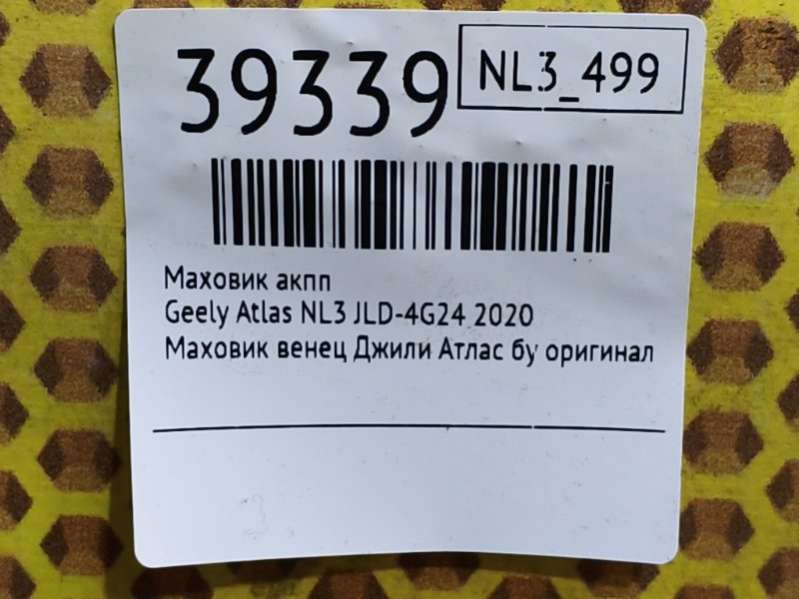 39339
NL3_499
Маховик акпп
Geely Atlas NL3 JLD-4G24 2020
Маховик венец Джили Атлас бу оригинал